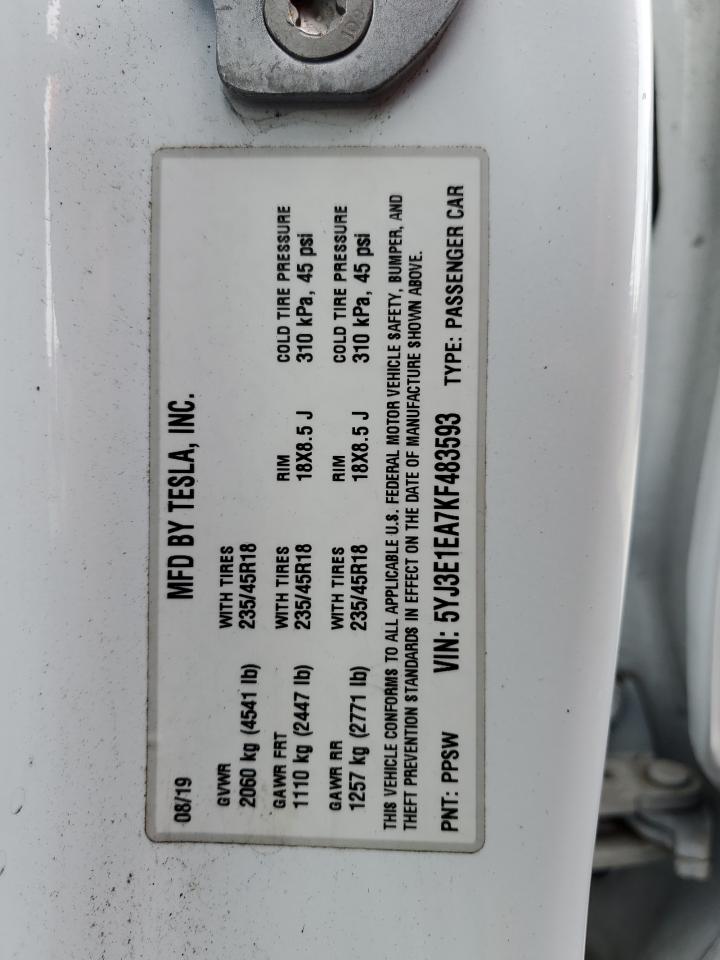 08/19 MFD BY TESLA, INC.
GVWR WITH TIRES
2060 kg (4541 lb) 235/45R18
GAWR FRT WITH TIRES RIM COLD TIRE PRESSURE
1110 kg (2447 lb) 235/45R18 18X8.5 J 310 kPa, 45 psi
GAWR RR WITH TIRES RIM COLD TIRE PRESSURE
1257 kg (2771 lb) 235/45R18 18X8.5 J 310 kPa, 45 psi
THIS VEHICLE CONFORMS TO ALL APPLICABLE U.S. FEDERAL MOTOR VEHICLE SAFETY, BUMPER, AND
THEFT PREVENTION STANDARDS IN EFFECT ON THE DATE OF MANUFACTURE SHOWN ABOVE.
PNT: PPSW VIN: 5YJ3E1EA7KF483593 TYPE: PASSENGER CAR